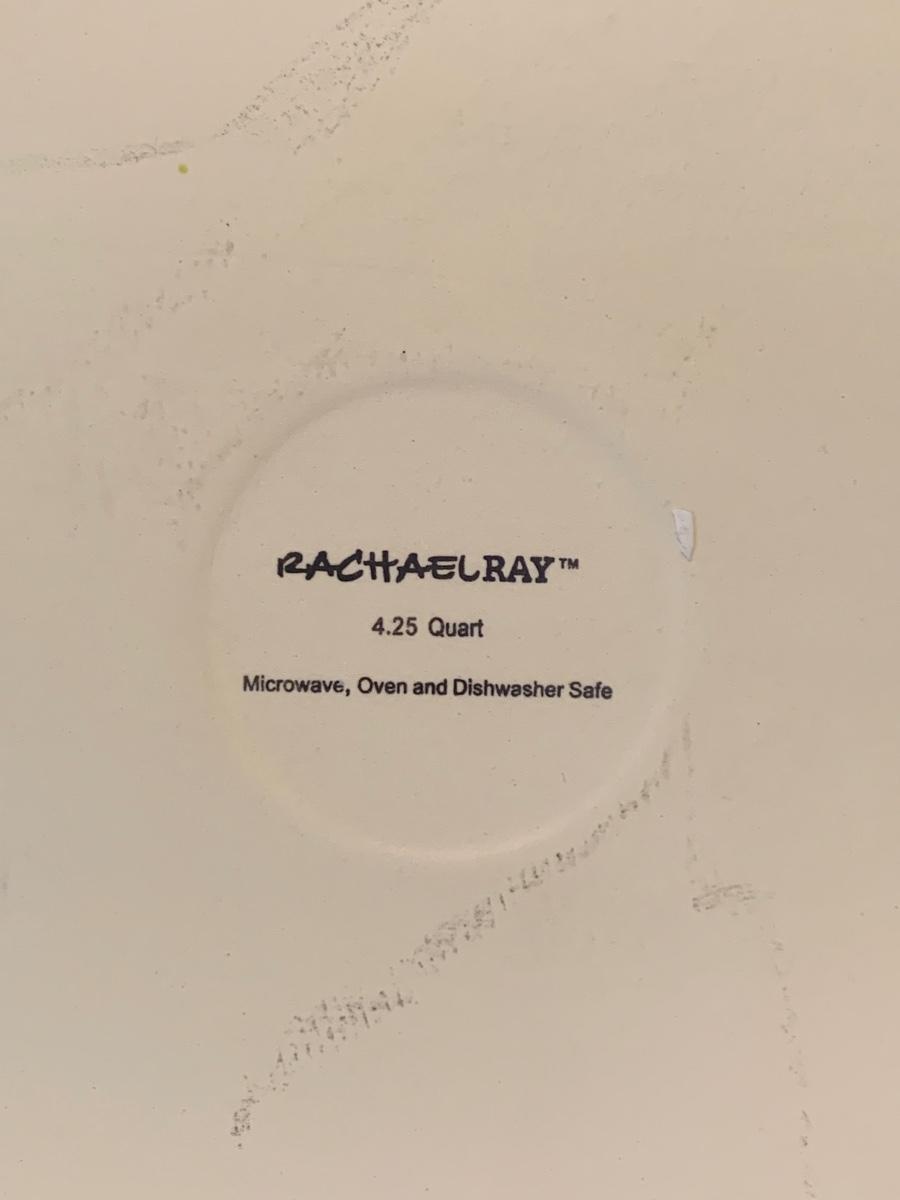 RACHAELRAY™
4.25 Quart
Microwave, Oven and Dishwasher Safe